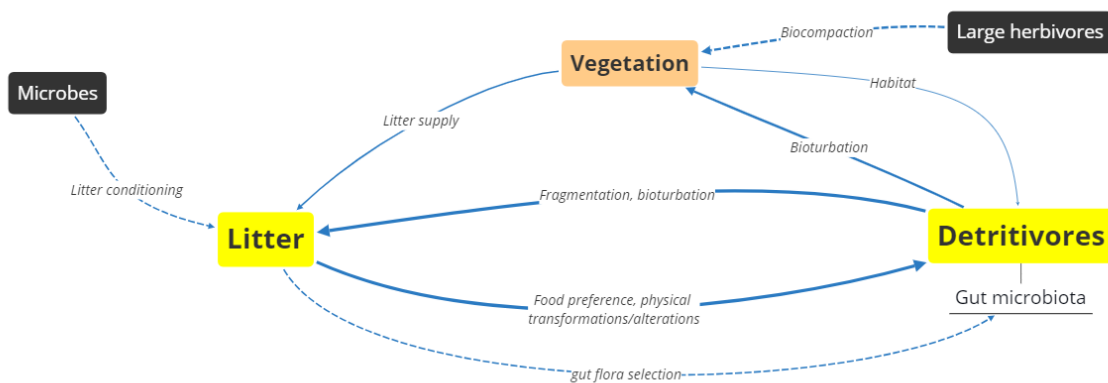 Biocompaction
Large herbivores
Vegetation
Habitat
Microbes
Litter supply
Bioturbation
Litter conditioning
Fragmentation, bioturbation
Litter
Detritivores
Food preference, physical
transformations/alterations
Gut microbiota
gut flora selection